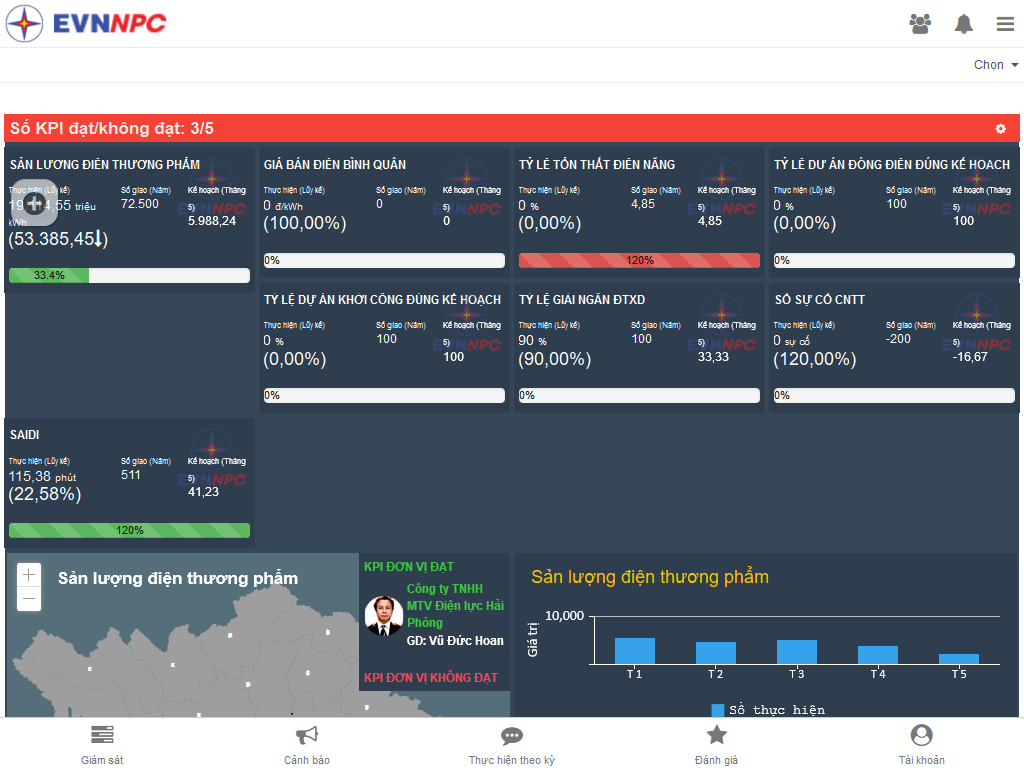 EVNNPC
Chọn
Số KPI đạt/không đạt: 3/5
SẢN LƯỢNG ĐIỆN THƯƠNG PHẨM
Thực hiện (Lũy kế) Số giao (Năm) Kế hoạch (Tháng 5)
triệu kWh 72.500 5.988,24
(53.385,45⬇)
33.4%
GIÁ BÁN ĐIỆN BÌNH QUÂN
Thực hiện (Lũy kế) Số giao (Năm) Kế hoạch (Tháng 5)
0 đ/kWh 0 0
(100,00%)
0%
TỶ LỆ TỔN THẤT ĐIỆN NĂNG
Thực hiện (Lũy kế) Số giao (Năm) Kế hoạch (Tháng 5)
0 % 4,85 4,85
(0,00%)
120%
TỶ LỆ DỰ ÁN ĐÓNG ĐIỆN ĐÚNG KẾ HOẠCH
Thực hiện (Lũy kế) Số giao (Năm) Kế hoạch (Tháng 5)
0 % 100 100
(0,00%)
0%
TỶ LỆ DỰ ÁN KHỞI CÔNG ĐÚNG KẾ HOẠCH
Thực hiện (Lũy kế) Số giao (Năm) Kế hoạch (Tháng 5)
0 % 100 100
(0,00%)
0%
TỶ LỆ GIẢI NGÂN ĐTXD
Thực hiện (Lũy kế) Số giao (Năm) Kế hoạch (Tháng 5)
90 % 100 33,33
(90,00%)
0%
SỐ SỰ CỐ CNTT
Thực hiện (Lũy kế) Số giao (Năm) Kế hoạch (Tháng 5)
0 sự cố -200 -16,67
(120,00%)
0%
SAIDI
Thực hiện (Lũy kế) Số giao (Năm) Kế hoạch (Tháng 5)
115,38 phút 511 41,23
(22,58%)
120%
+
−
Sản lượng điện thương phẩm
KPI ĐƠN VỊ ĐẠT
Công ty TNHH
MTV Điện lực Hải
Phòng
GD: Vũ Đức Hoan
KPI ĐƠN VỊ KHÔNG ĐẠT
Sản lượng điện thương phẩm
10,000
Giá trị
T1 T2 T3 T4 T5
Số thực hiện
Giám sát Cảnh báo Thực hiện theo kỳ Đánh giá Tài khoản